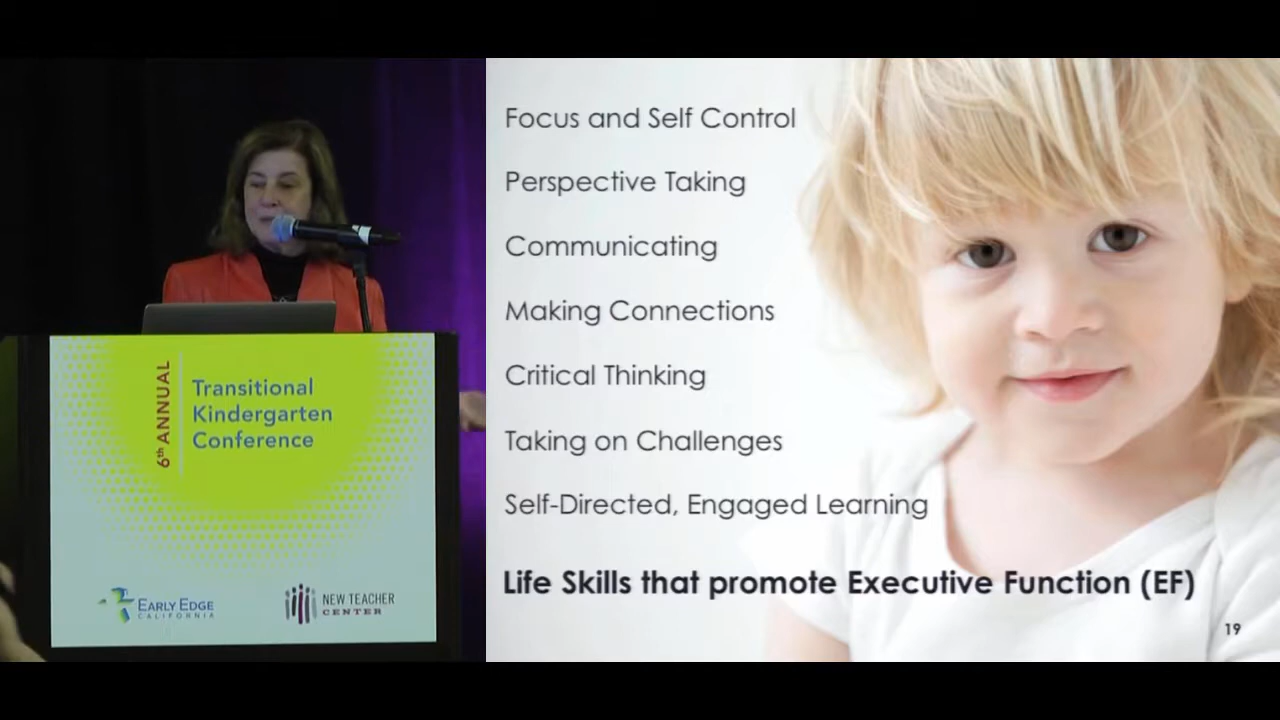 6th ANNUAL
Transitional
Kindergarten
Conference
EARLY EDGE
CALIFORNIA
NEW TEACHER
CENTER
Focus and Self Control
Perspective Taking
Communicating
Making Connections
Critical Thinking
Taking on Challenges
Self-Directed, Engaged Learning
Life Skills that promote Executive Function (EF)
19